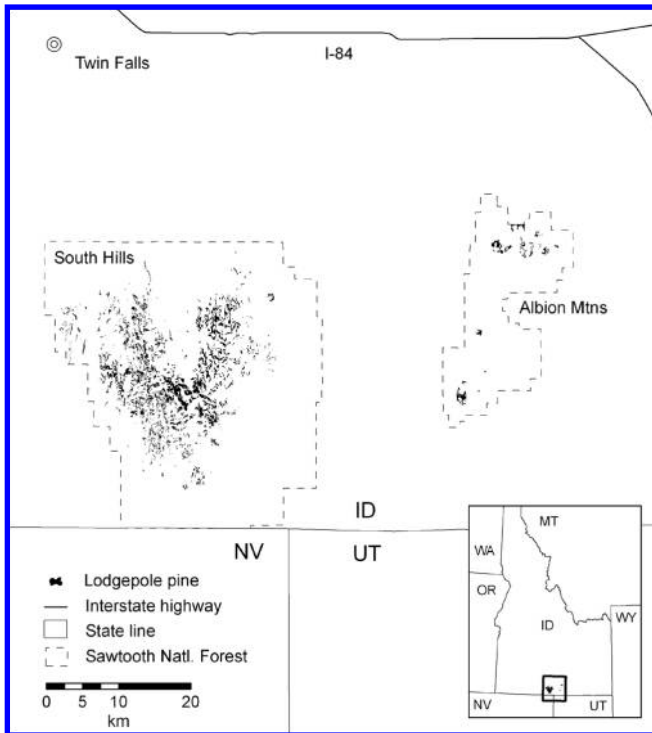 Twin Falls
I-84
South Hills
Albion Mtns
ID
NV
UT
Lodgepole pine
Interstate highway
State line
Sawtooth Natl. Forest
0 10 20
km
MT
WA
OR
ID
WY
NV
UT